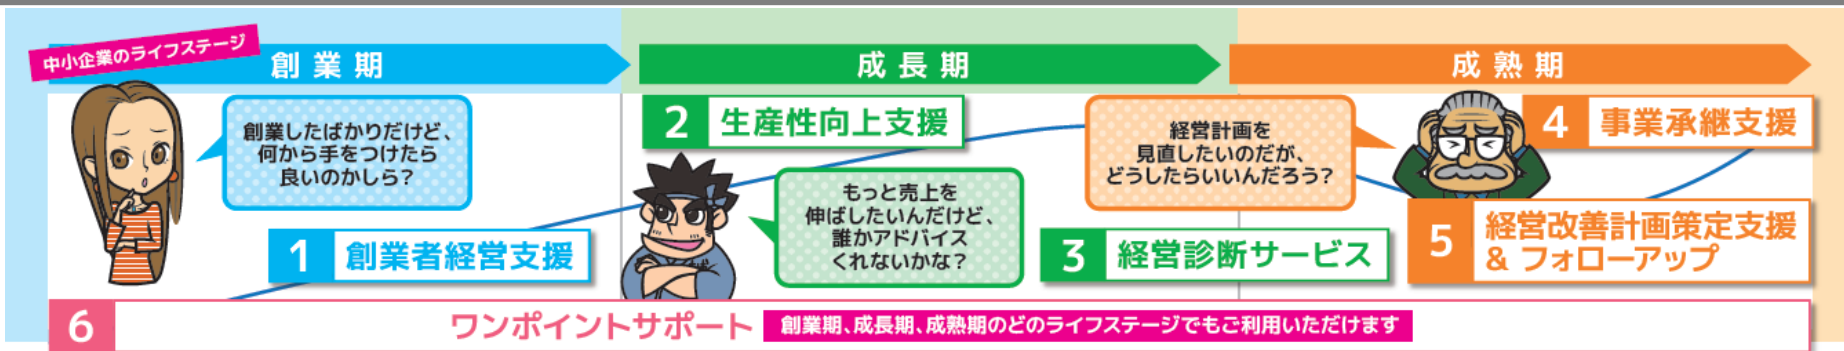 中小企業のライフステージ
創業期
成長期
成熟期
創業したばかりだけど、
何から手をつけたら
良いのかしら?
1 創業者経営支援
2 生産性向上支援
もっと売上を
伸ばしたいんだけど、
誰かアドバイス
くれないかな?
3 経営診断サービス
経営計画を
見直したいのだが、
どうしたらいいんだろう?
4 事業承継支援
5 経営改善計画策定支援
& フォローアップ
6 ワンポイントサポート 創業期、成長期、成熟期のどのライフステージでもご利用いただけます